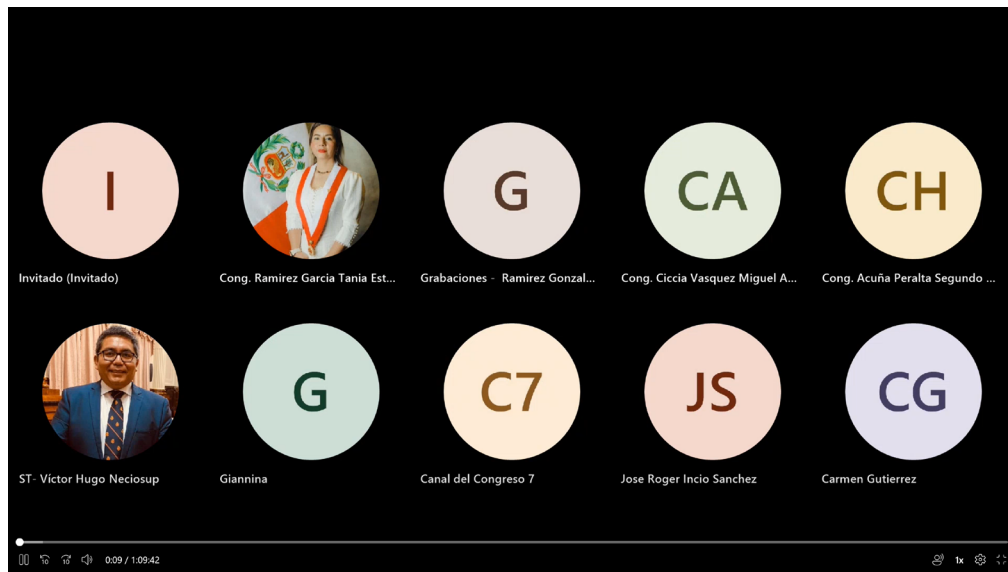 I
G
CA
CH
Invitado (Invitado)
Cong. Ramirez Garcia Tania Est...
Grabaciones - Ramirez Gonzal...
Cong. Ciccia Vasquez Miguel A...
Cong. Acuña Peralta Segundo ...
G
C7
JS
CG
ST- Víctor Hugo Neciosup
Giannina
Canal del Congreso 7
Jose Roger Incio Sanchez
Carmen Gutierrez
10
10
0:09 / 1:09:42
1x